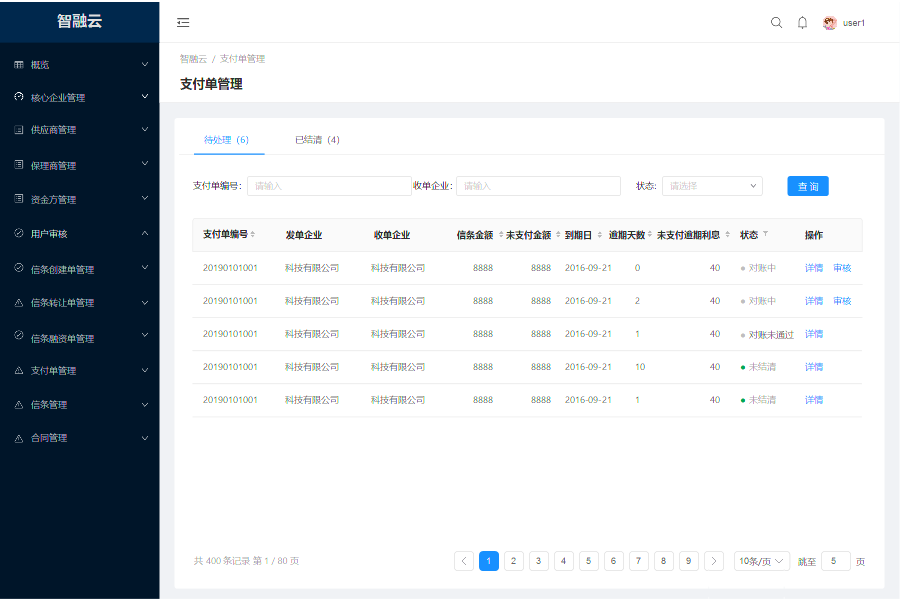 智融云
user1
概览
核心企业管理
供应商管理
保理商管理
资金方管理
用户审核
信条创建单管理
信条转让单管理
信条融资单管理
支付单管理
信条管理
合同管理
智融云 / 支付单管理
支付单管理
待处理（6） 已结清（4）
支付单编号: 请输入 收单企业: 请输入 状态: 请选择 查 询
支付单编号 发单企业 收单企业 信条金额 未支付金额 到期日 逾期天数 未支付逾期利息 状态 操作
20190101001 科技有限公司 科技有限公司 8888 8888 2016-09-21 0 40 对账中 详情 审核
20190101001 科技有限公司 科技有限公司 8888 8888 2016-09-21 2 40 对账中 详情 审核
20190101001 科技有限公司 科技有限公司 8888 8888 2016-09-21 1 40 对账未通过 详情
20190101001 科技有限公司 科技有限公司 8888 8888 2016-09-21 10 40 未结清 详情
20190101001 科技有限公司 科技有限公司 8888 8888 2016-09-21 1 40 未结清 详情
共 400 条记录 第 1 / 80 页 1 2 3 4 5 6 7 8 9 10条/页 跳至 5 页